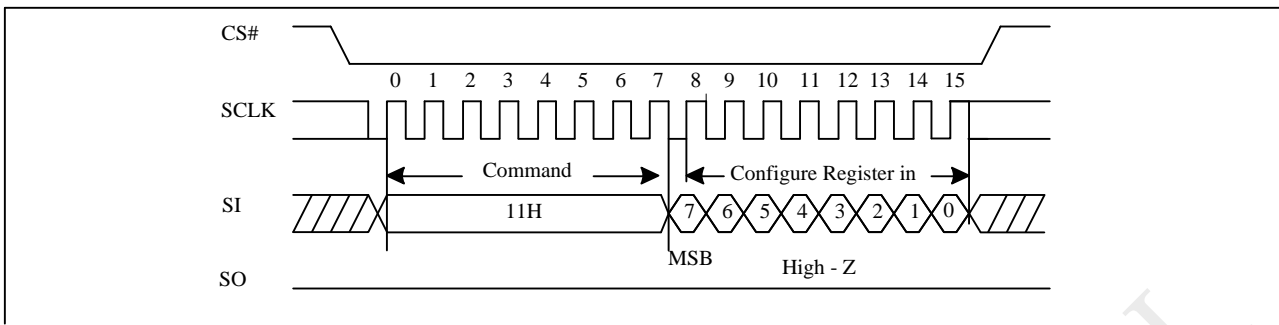 CS#
0 1 2 3 4 5 6 7 8 9 10 11 12 13 14 15
SCLK
Command Configure Register in
SI 11H 7 6 5 4 3 2 1 0
MSB High - Z
SO